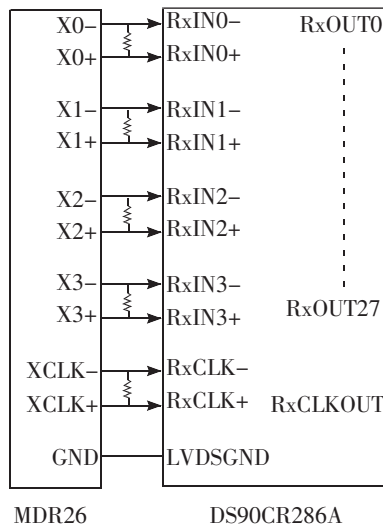 X0− RxIN0− RxOUT0
X0+ RxIN0+
X1− RxIN1−
X1+ RxIN1+
X2− RxIN2−
X2+ RxIN2+
X3− RxIN3−
RxOUT27
X3+ RxIN3+
XCLK− RxCLK−
XCLK+ RxCLK+ RxCLKOUT
GND LVDSGND
MDR26 DS90CR286A